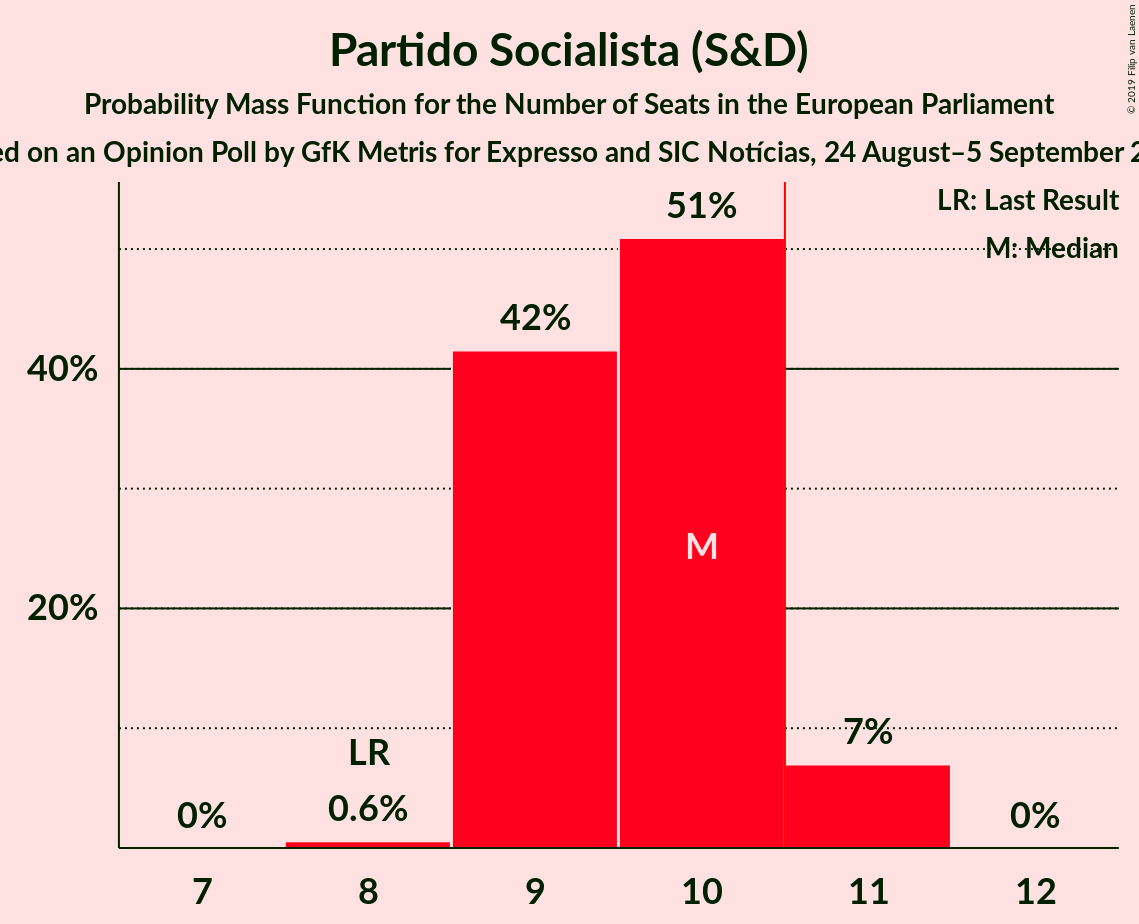 Partido Socialista (S&D)
Probability Mass Function for the Number of Seats in the European Parliament
on an Opinion Poll by GfK Metris for Expresso and SIC Notícias, 24 August–5 September
© 2019 Filip van Laenen
LR: Last Result
M: Median
51%
42%
40%
M
20%
7%
LR
0.6%
0%
0%
7 8 9 10 11 12